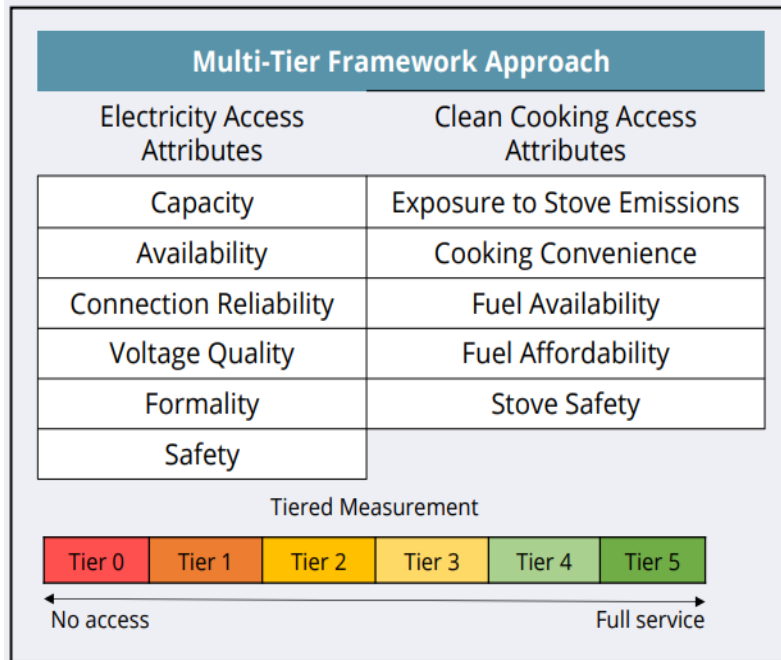 Multi-Tier Framework Approach
Electricity Access
Attributes
Clean Cooking Access
Attributes
Capacity
Exposure to Stove Emissions
Availability
Cooking Convenience
Connection Reliability
Fuel Availability
Voltage Quality
Fuel Affordability
Formality
Stove Safety
Safety
Tiered Measurement
Tier 0
Tier 1
Tier 2
Tier 3
Tier 4
Tier 5
No access
Full service